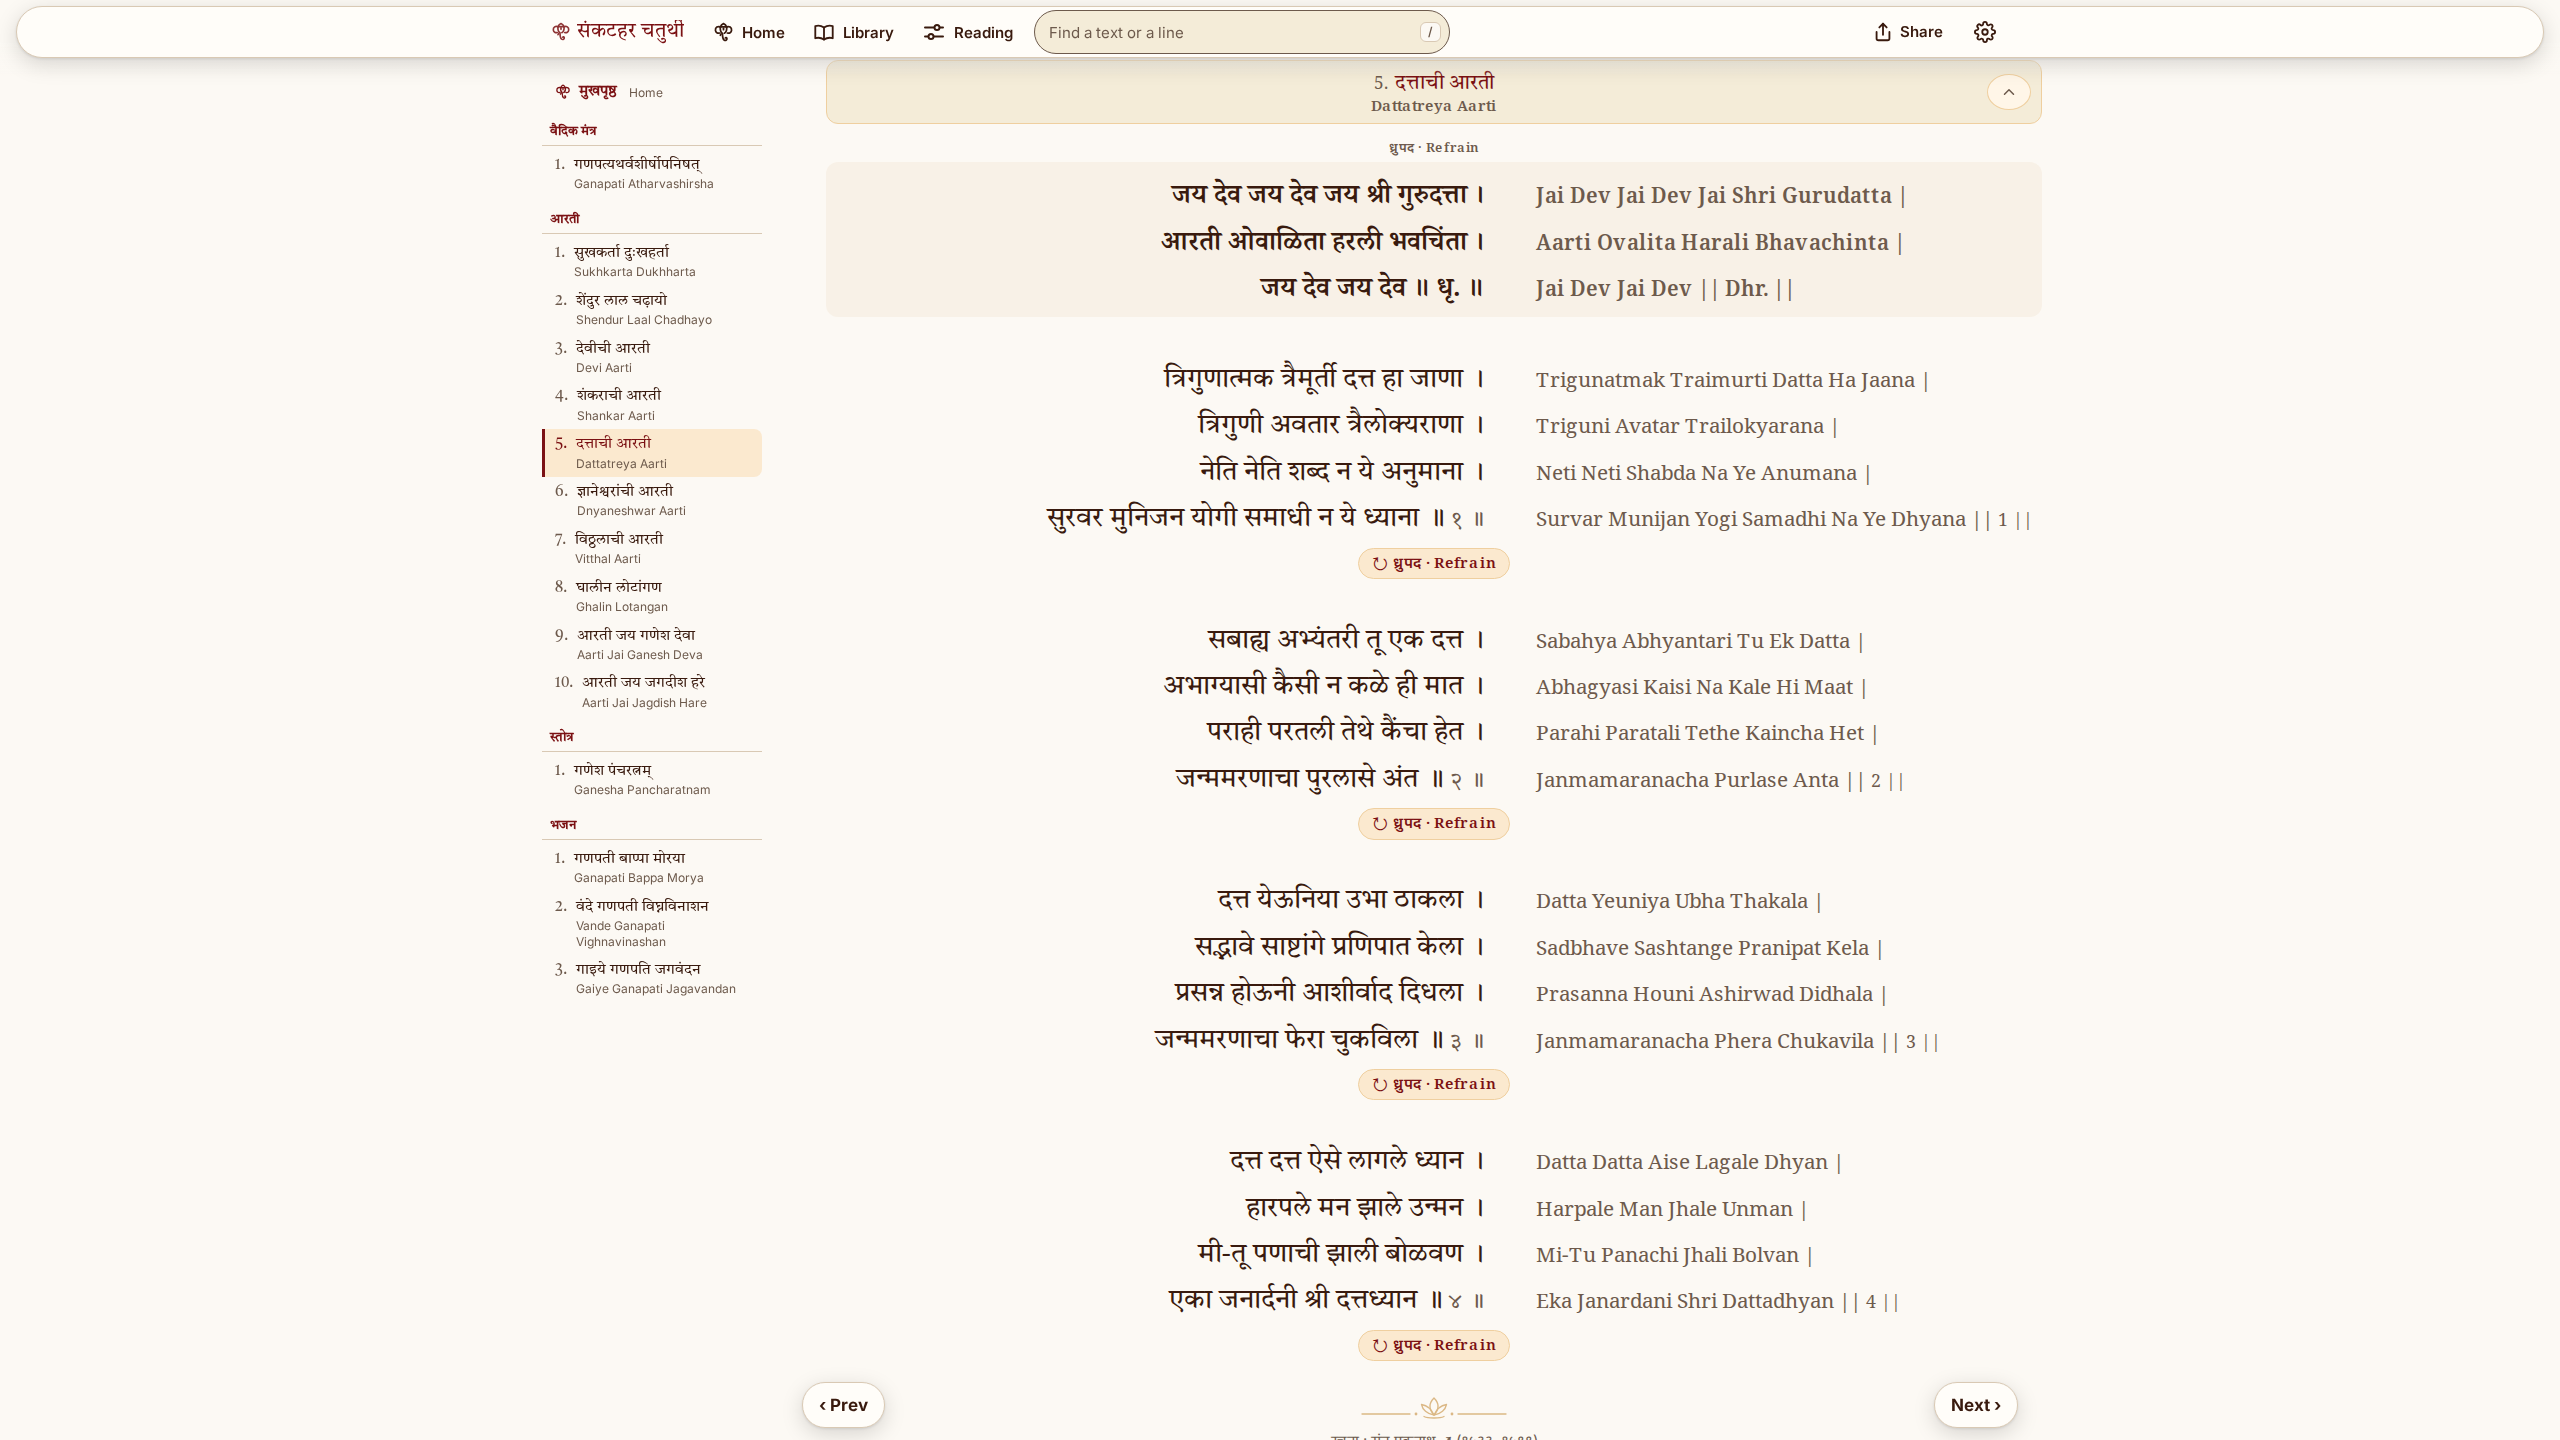 संकटहर चतुर्थी
Home
Library
Reading
Find a text or a line
/
Share
मुखपृष्ठ Home
वैदिक मंत्र
1. गणपत्यथर्वशीर्षोपनिषत्
Ganapati Atharvashirsha
आरती
1. सुखकर्ता दुःखहर्ता
Sukhkarta Dukhharta
2. शेंदुर लाल चढ़ायो
Shendur Laal Chadhayo
3. देवीची आरती
Devi Aarti
4. शंकराची आरती
Shankar Aarti
5. दत्ताची आरती
Dattatreya Aarti
6. ज्ञानेश्वरांची आरती
Dnyaneshwar Aarti
7. विठ्ठलाची आरती
Vitthal Aarti
8. घालीन लोटांगण
Ghalin Lotangan
9. आरती जय गणेश देवा
Aarti Jai Ganesh Deva
10. आरती जय जगदीश हरे
Aarti Jai Jagdish Hare
स्तोत्र
1. गणेश पंचरत्नम्
Ganesha Pancharatnam
भजन
1. गणपती बाप्पा मोरया
Ganapati Bappa Morya
2. वंदे गणपती विघ्नविनाशन
Vande Ganapati
Vighnavinashan
3. गाइये गणपति जगवंदन
Gaiye Ganapati Jagavandan
5. दत्ताची आरती
Dattatreya Aarti
ध्रुपद · Refrain
जय देव जय देव जय श्री गुरुदत्ता । Jai Dev Jai Dev Jai Shri Gurudatta |
आरती ओवाळिता हरली भवचिंता । Aarti Ovalita Harali Bhavachinta |
जय देव जय देव ॥ धृ. ॥ Jai Dev Jai Dev || Dhr. ||
त्रिगुणात्मक त्रैमूर्ती दत्त हा जाणा । Trigunatmak Traimurti Datta Ha Jaana |
त्रिगुणी अवतार त्रैलोक्यराणा । Triguni Avatar Trailokyarana |
नेति नेति शब्द न ये अनुमाना । Neti Neti Shabda Na Ye Anumana |
सुरवर मुनिजन योगी समाधी न ये ध्याना ॥ १ ॥ Survar Munijan Yogi Samadhi Na Ye Dhyana || 1 ||
ध्रुपद · Refrain
सबाह्य अभ्यंतरी तू एक दत्त । Sabahya Abhyantari Tu Ek Datta |
अभाग्यासी कैसी न कळे ही मात । Abhagyasi Kaisi Na Kale Hi Maat |
पराही परतली तेथे कैंचा हेत । Parahi Paratali Tethe Kaincha Het |
जन्ममरणाचा पुरलासे अंत ॥ २ ॥ Janmamaranacha Purlase Anta || 2 ||
ध्रुपद · Refrain
दत्त येऊनिया उभा ठाकला । Datta Yeuniya Ubha Thakala |
सद्भावे साष्टांगे प्रणिपात केला । Sadbhave Sashtange Pranipat Kela |
प्रसन्न होऊनी आशीर्वाद दिधला । Prasanna Houni Ashirwad Didhala |
जन्ममरणाचा फेरा चुकविला ॥ ३ ॥ Janmamaranacha Phera Chukavila || 3 ||
ध्रुपद · Refrain
दत्त दत्त ऐसे लागले ध्यान । Datta Datta Aise Lagale Dhyan |
हारपले मन झाले उन्मन । Harpale Man Jhale Unman |
मी-तू पणाची झाली बोळवण । Mi-Tu Panachi Jhali Bolvan |
एका जनार्दनी श्री दत्तध्यान ॥ ४ ॥ Eka Janardani Shri Dattadhyan || 4 ||
ध्रुपद · Refrain
‹ Prev
Next ›